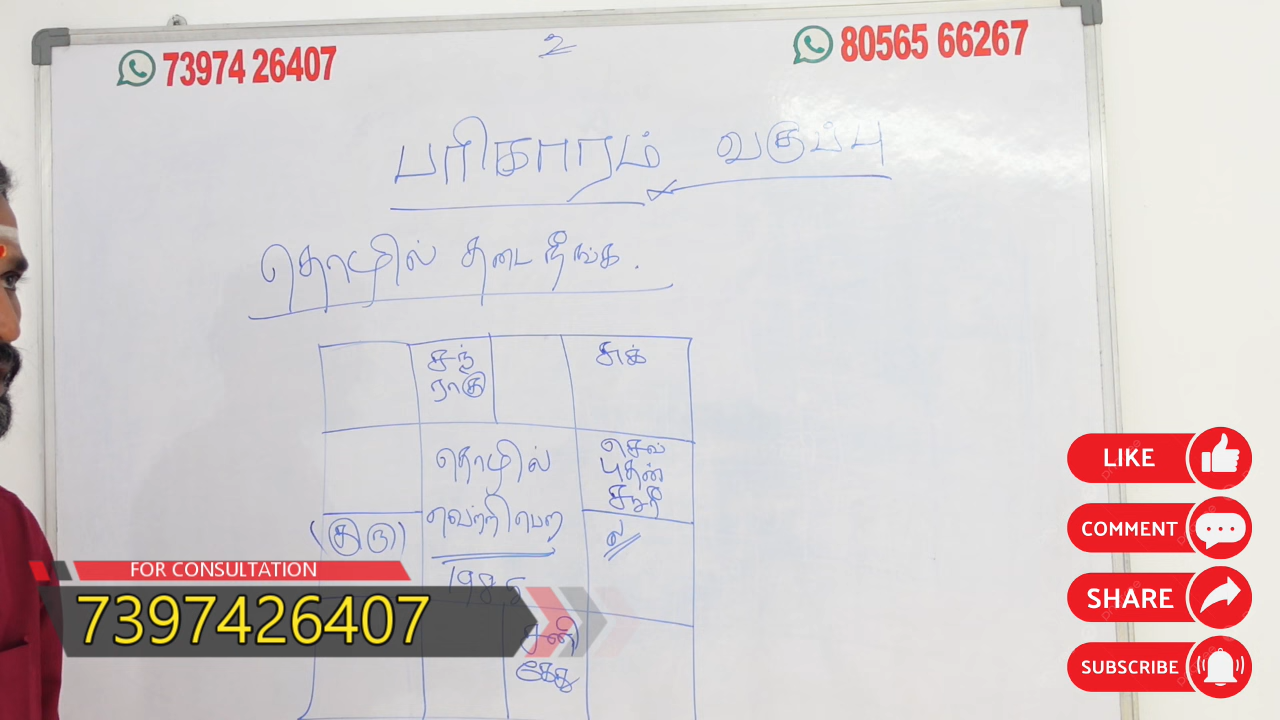 73974 26407
2
80565 66267
பரிகாரம் வகுப்பு
தொழில் தடை நீங்க.
சந்
ராகு
சுக்
தொழில்
வெற்றி பெற
செவ்
புதன்
சூரி
(குரு)
ல
சனி
கேது
FOR CONSULTATION
7397426407
LIKE
COMMENT
SHARE
SUBSCRIBE